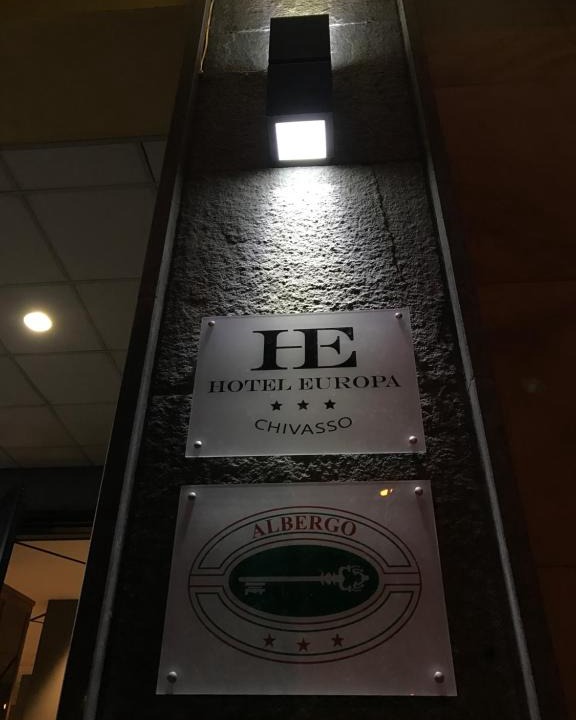 HE
HOTEL EUROPA
★ ★ ★
CHIVASSO
ALBERGO
★ ★ ★